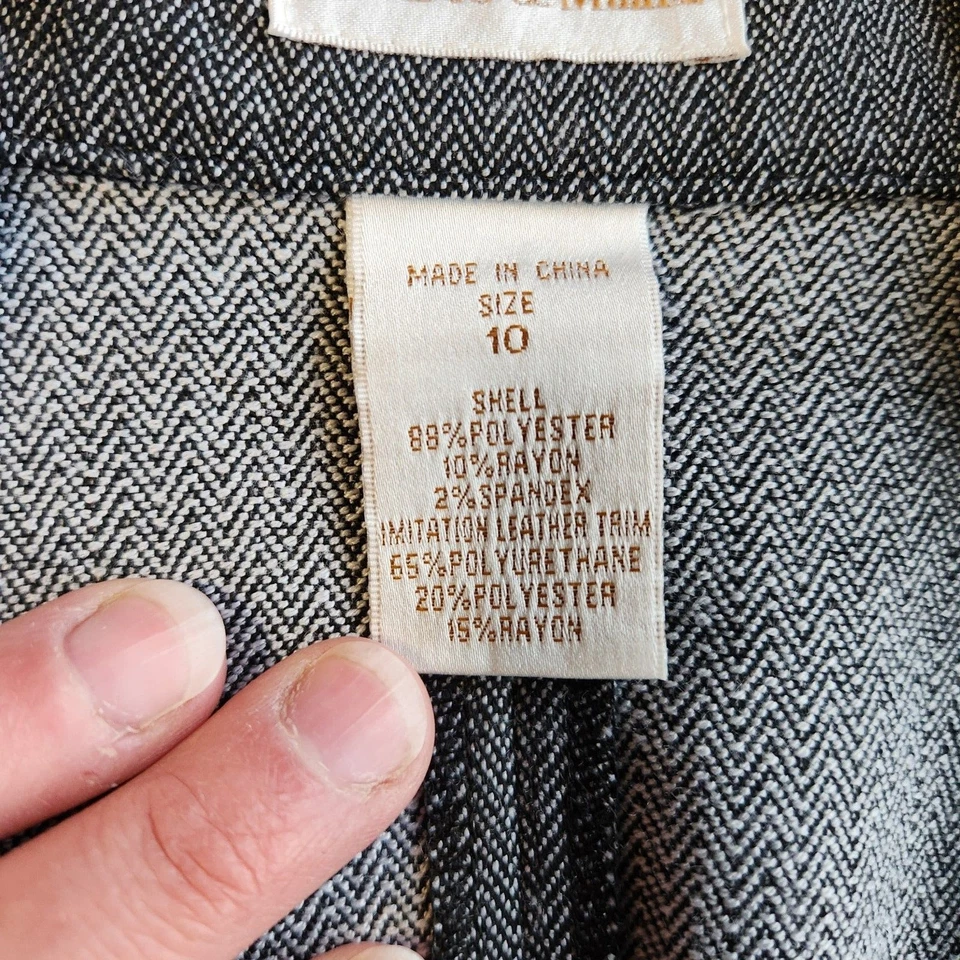 MADE IN CHINA
SIZE
10
SHELL
88%POLYESTER
10%RAYON
2%SPANDEX
IMITATION LEATHER TRIM
65%POLYURETHANE
20%POLYESTER
15%RAYON